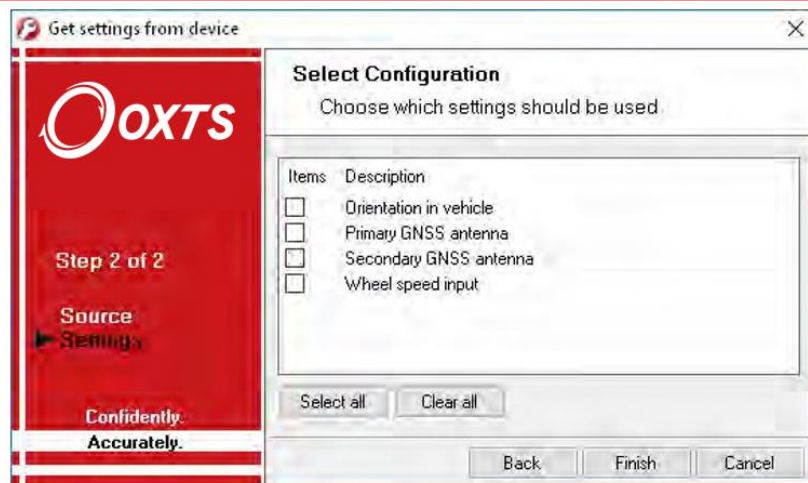 Get settings from device
OXTS
Step 2 of 2
Source
Settings
Confidently.
Accurately.
Select Configuration
Choose which settings should be used
Items Description
Orientation in vehicle
Primary GNSS antenna
Secondary GNSS antenna
Wheel speed input
Select all Clear all
Back Finish Cancel